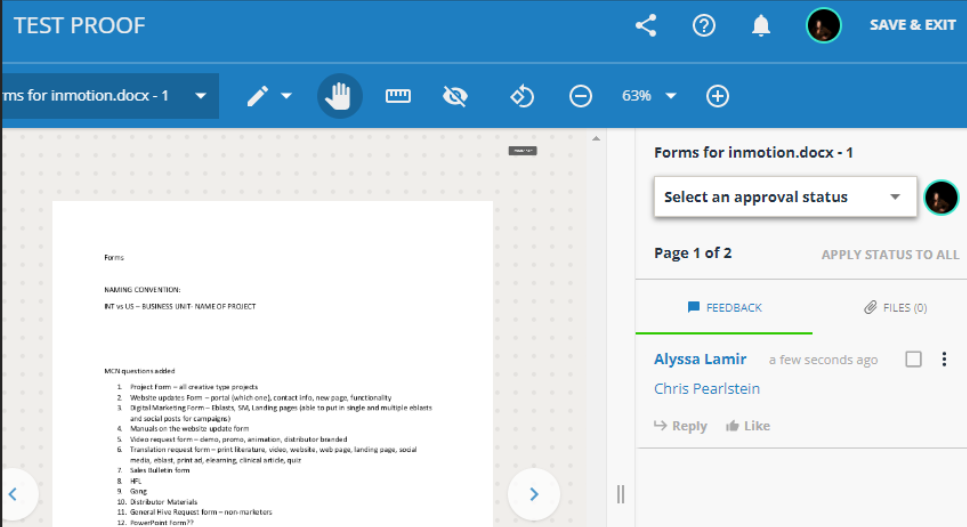 TEST PROOF
SAVE & EXIT
ms for inmotion.docx - 1
63%
Forms for inmotion.docx - 1
Select an approval status
Page 1 of 2
APPLY STATUS TO ALL
FEEDBACK
FILES (0)
Alyssa Lamir a few seconds ago
Chris Pearlstein
Reply Like
Forms
NAMING CONVENTION:
INT vs US – BUSINESS UNIT- NAME OF PROJECT
MCN questions added
1. Project Form – all creative type projects
2. Website updates Form – portal (which one), contact info, new page, functionality
3. Digital Marketing Form – Eblasts, SM, Landing pages (able to put in single and multiple eblasts
and social posts for campaigns)
4. Manuals on the website update form
5. Video request form – demo, promo, animation, distributor branded
6. Translation request form – print literature, video, website, web page, landing page, social
media, eblast, print ad, elearning, clinical article, quiz
7. Sales Bulletin form
8. HFL
9. Gang
10. Distributor Materials
11. General Hive Request form – non-marketers
12. PowerPoint Form??